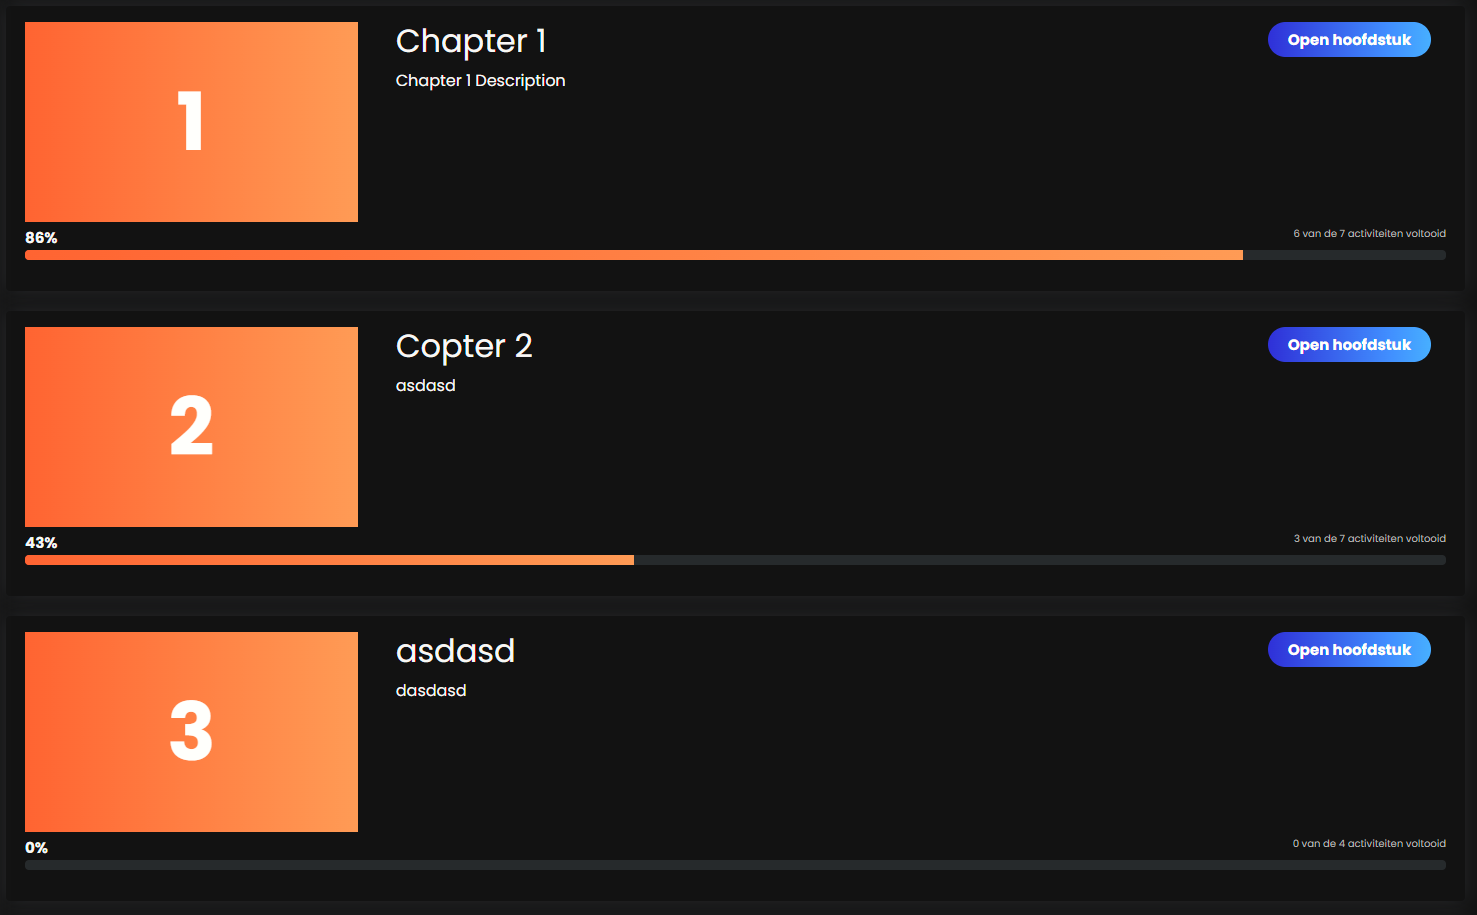 1
Chapter 1
Open hoofdstuk
Chapter 1 Description
86%
6 van de 7 activiteiten voltooid
2
Copter 2
Open hoofdstuk
asdasd
43%
3 van de 7 activiteiten voltooid
3
asdasd
Open hoofdstuk
dasdasd
0%
0 van de 4 activiteiten voltooid